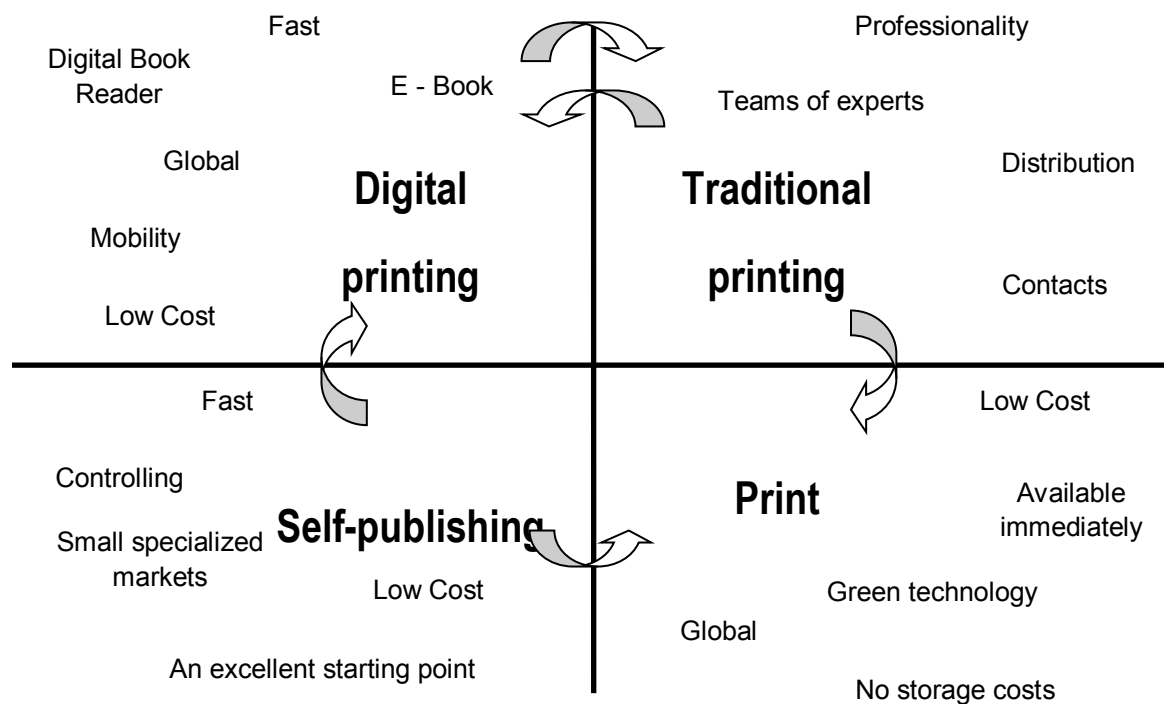 Fast
Digital Book
Reader
E - Book
Global
Digital
printing
Mobility
Low Cost
Professionality
Teams of experts
Distribution
Traditional
printing
Contacts
Fast
Controlling
Self-publishing
Small specialized
markets
Low Cost
An excellent starting point
Low Cost
Print
Available
immediately
Green technology
Global
No storage costs